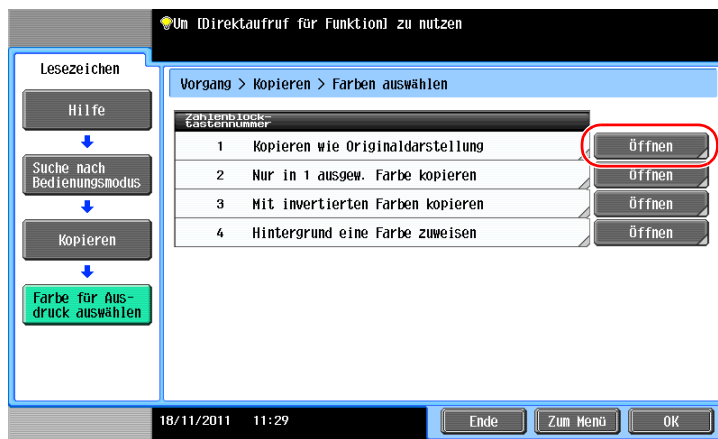 Um [Direktaufruf für Funktion] zu nutzen
Lesezeichen
Hilfe
Suche nach
Bedienungsmodus
Kopieren
Farbe für Aus-
druck auswählen
Vorgang > Kopieren > Farben auswählen
Zahlenblock-
tastennummer
1 Kopieren wie Originaldarstellung Öffnen
2 Nur in 1 ausgew. Farbe kopieren Öffnen
3 Mit invertierten Farben kopieren Öffnen
4 Hintergrund eine Farbe zuweisen Öffnen
18/11/2011 11:29
Ende
Zum Menü
OK